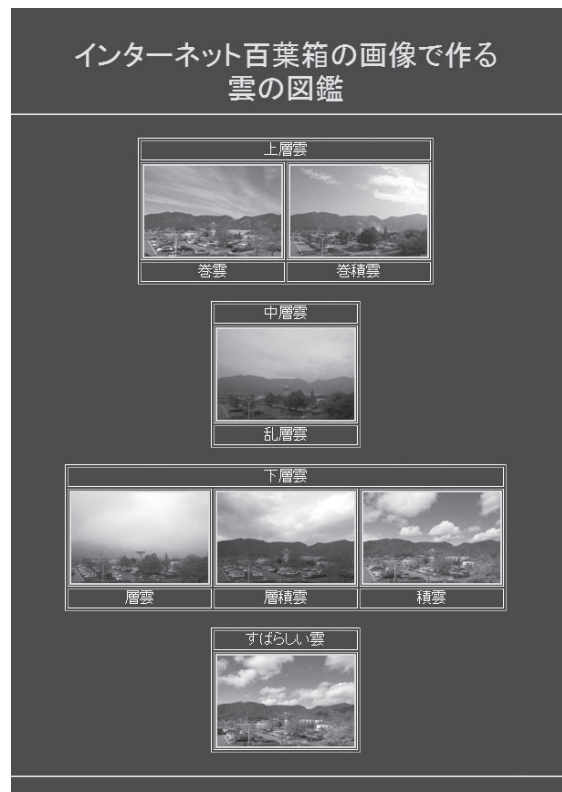 インターネット百葉箱の画像で作る
雲の図鑑
上層雲
巻雲
巻積雲
中層雲
乱層雲
下層雲
層雲
層積雲
積雲
すばらしい雲